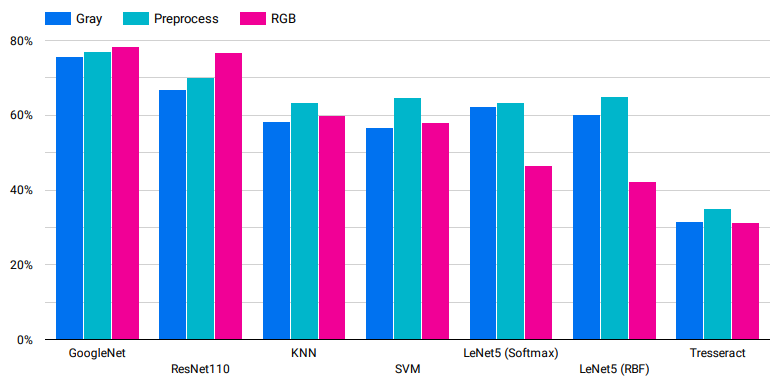 Gray Preprocess RGB
80%
60%
40%
20%
0%
GoogleNet
ResNet110
KNN
SVM
LeNet5 (Softmax)
LeNet5 (RBF)
Tresseract